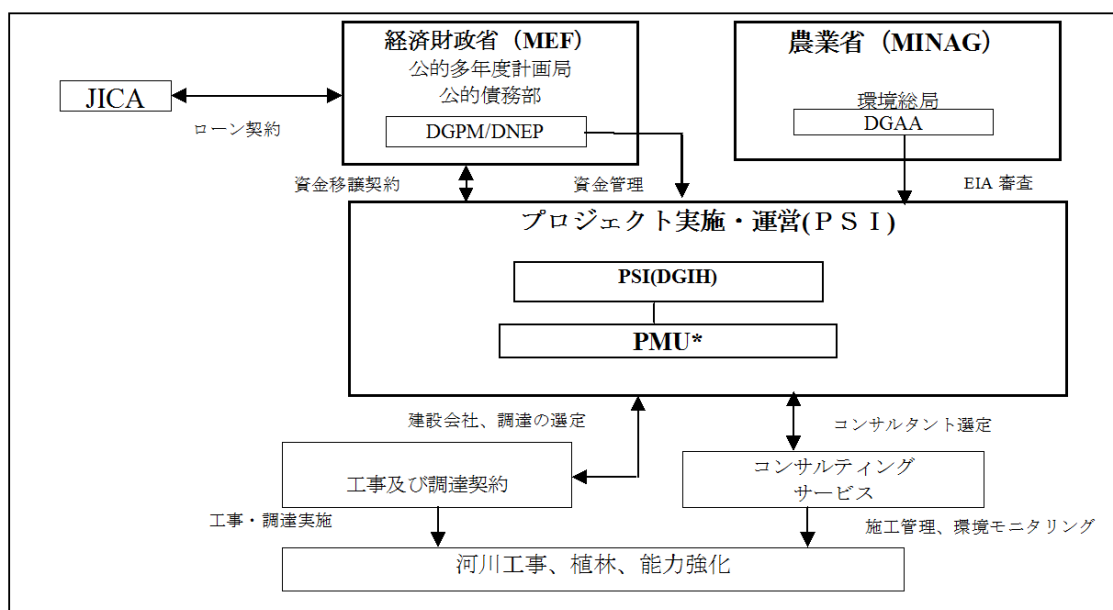 経済財政省（MEF）
公的多年度計画局
公的債務部
DGPM/DNEP
農業省（MINAG）
環境総局
DGAA
JICA
ローン契約
資金移譲契約
資金管理
EIA 審査
プロジェクト実施・運営(ＰＳＩ)
PSI(DGIH)
PMU*
建設会社、調達の選定
コンサルタント選定
工事及び調達契約
コンサルティング
サービス
工事・調達実施
施工管理、環境モニタリング
河川工事、植林、能力強化